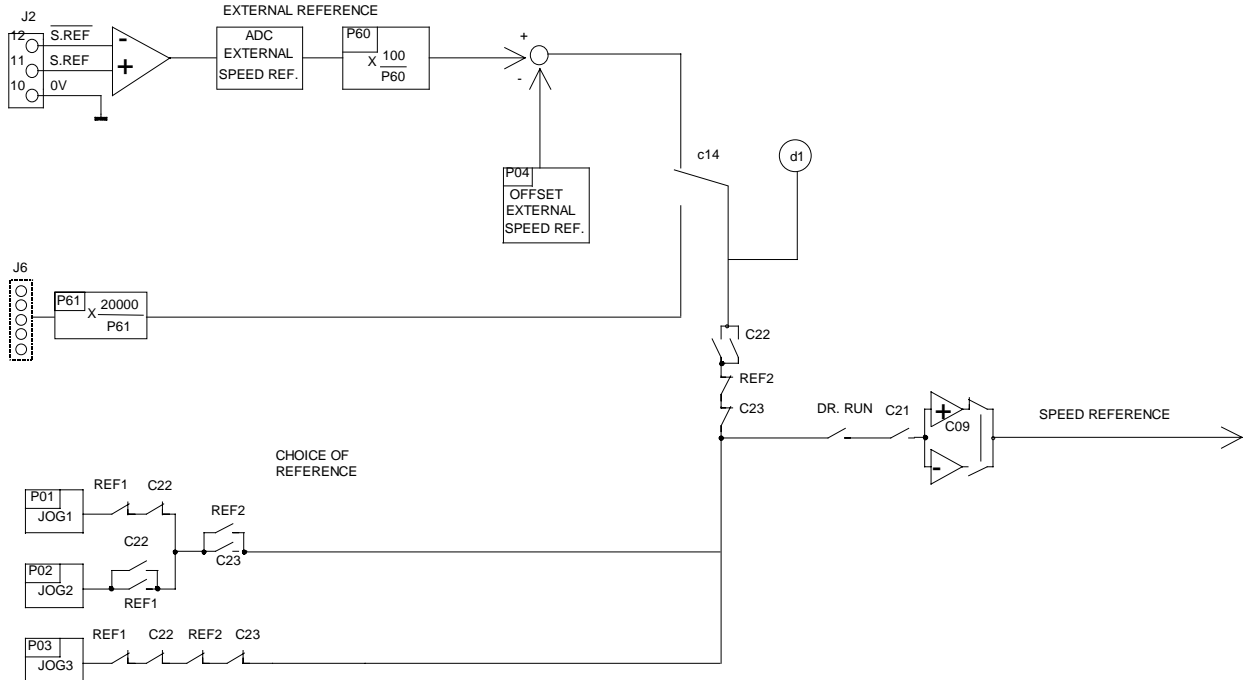 EXTERNAL REFERENCE
J2
12
S.REF
-
11
S.REF
+
10
0V
ADC
EXTERNAL
SPEED REF.
P60
X 100
P60
+
-
P04
OFFSET
EXTERNAL
SPEED REF.
c14
d1
J6
P61
X 20000
P61
C22
REF2
C23
DR. RUN
C21
+
C09
-
SPEED REFERENCE
CHOICE OF
REFERENCE
P01
JOG1
REF1
C22
REF2
C23
C22
P02
JOG2
REF1
P03
JOG3
REF1
C22
REF2
C23